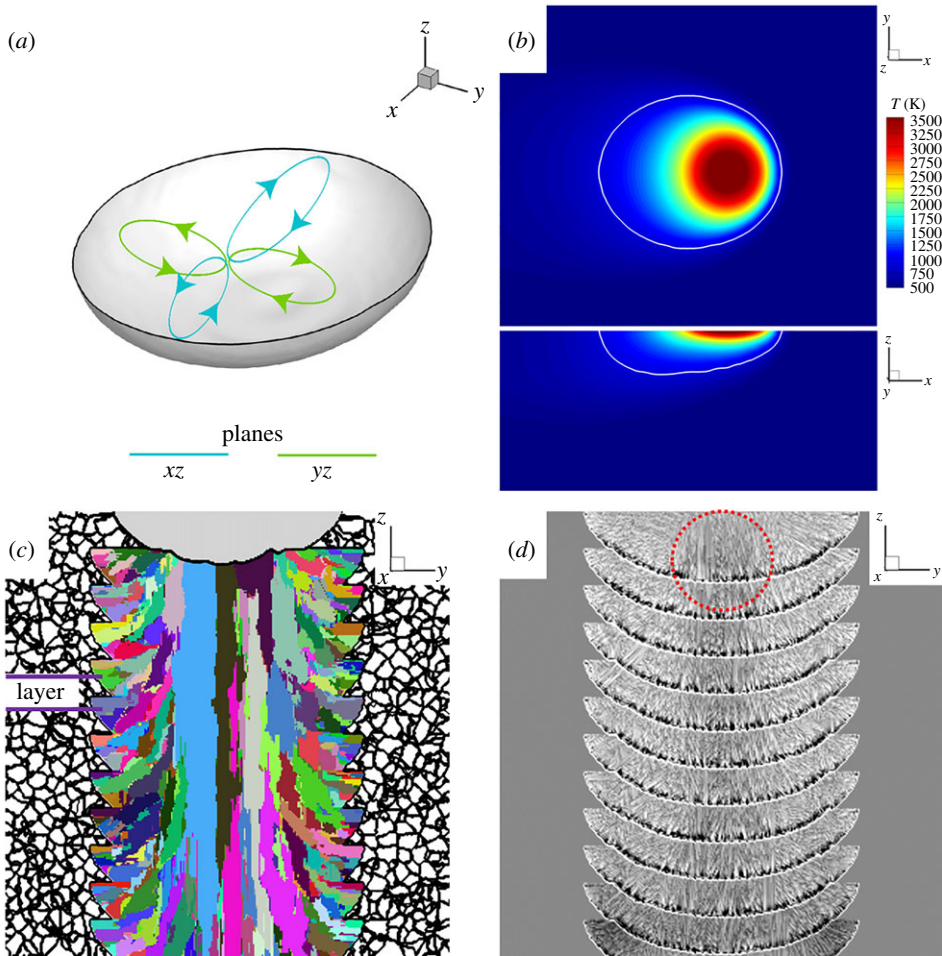 (a)
z
x
y
planes
xz
yz
(b)
y
z
x
T (K)
3500
3250
3000
2750
2500
2250
2000
1750
1500
1250
1000
750
500
z
y
x
(c)
z
x
y
layer
(d)
z
x
y